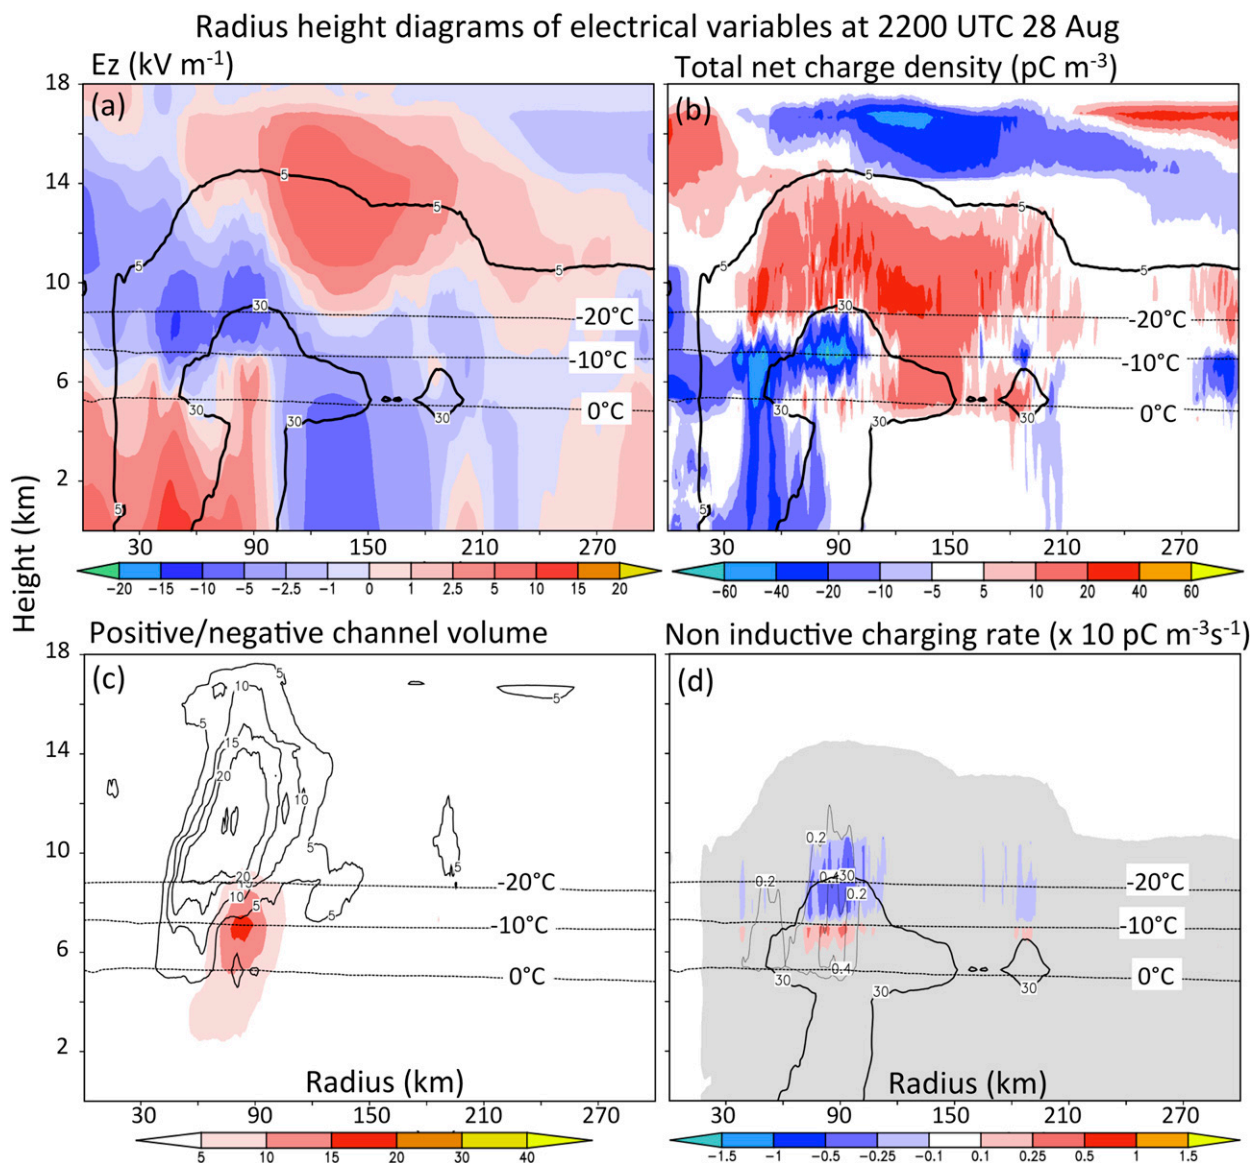 Radius height diagrams of electrical variables at 2200 UTC 28 Aug
Ez (kV m⁻¹)
Total net charge density (pC m⁻³)
18
(a)
(b)
14
5
5
5
5
10
5
5
5
5
30
30
-20°C
-20°C
-10°C
-10°C
6
0°C
0°C
30
30
30
30
30
30
2
5
5
Height (km)
30 90 150 210 270
30 90 150 210 270
−20 −15 −10 −5 −2.5 −1 0 1 2.5 5 10 15 20
−60 −40 −20 −10 −5 5 10 20 40 60
Positive/negative channel volume
Non inductive charging rate (x 10 pC m⁻³s⁻¹)
18
(c)
(d)
5
10
5
5
5
14
15
20
10
10
5
5
0.2
20
15
10
5
5
-20°C
0.2
0.4
30
0.2
-20°C
-10°C
-10°C
6
0°C
0.4
0°C
30
30
30
2
Radius (km)
Radius (km)
30 90 150 210 270
30 90 150 210 270
5 10 15 20 30 40
−1.5 −1 −0.5 −0.25 −0.1 0.1 0.25 0.5 1 1.5